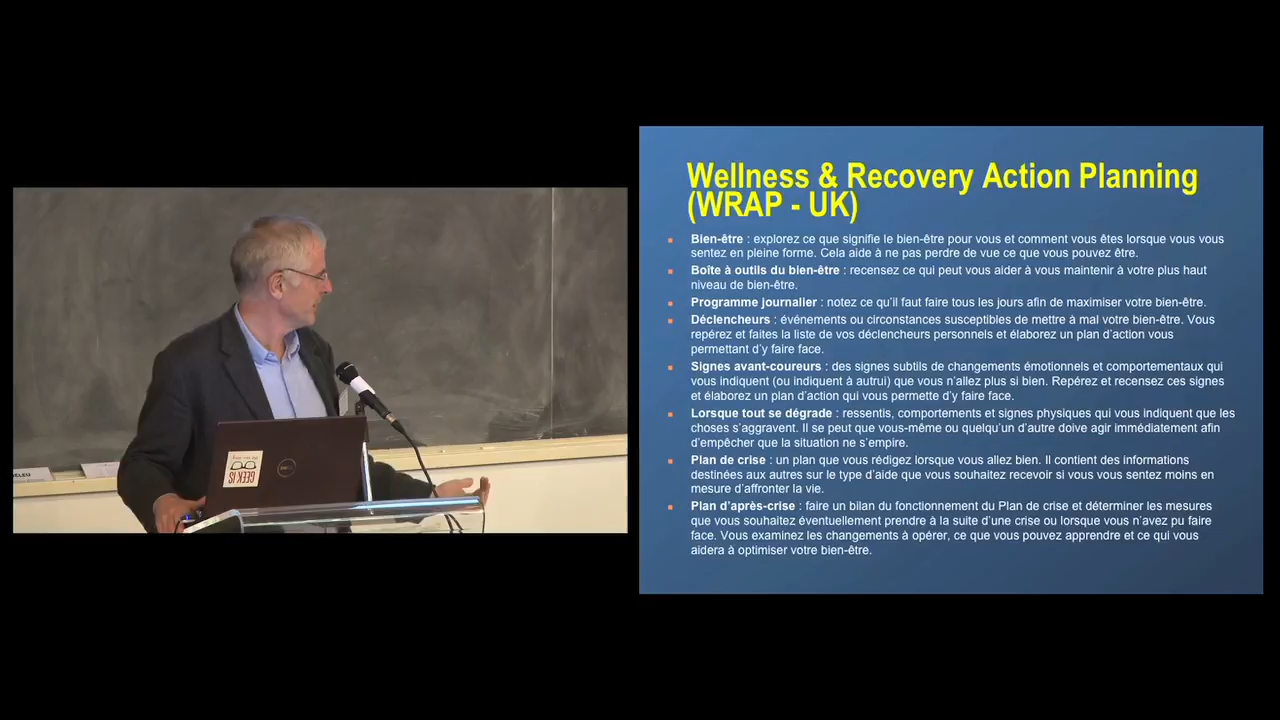 Wellness & Recovery Action Planning
(WRAP - UK)
Bien-être : explorez ce que signifie le bien-être pour vous et comment vous êtes lorsque vous vous
sentez en pleine forme. Cela aide à ne pas perdre de vue ce que vous pouvez être.
Boîte à outils du bien-être : recensez ce qui peut vous aider à vous maintenir à votre plus haut
niveau de bien-être.
Programme journalier : notez ce qu'il faut faire tous les jours afin de maximiser votre bien-être.
Déclencheurs : événements ou circonstances susceptibles de mettre à mal votre bien-être. Vous
repérez et faites la liste de vos déclencheurs personnels et élaborez un plan d'action vous
permettant d'y faire face.
Signes avant-coureurs : des signes subtils de changements émotionnels et comportementaux qui
vous indiquent (ou indiquent à autrui) que vous n'allez plus si bien. Repérez et recensez ces signes
et élaborez un plan d'action qui vous permette d'y faire face.
Lorsque tout se dégrade : ressentis, comportements et signes physiques qui vous indiquent que les
choses s'aggravent. Il se peut que vous-même ou quelqu'un d'autre doive agir immédiatement afin
d'empêcher que la situation ne s'empire.
Plan de crise : un plan que vous rédigez lorsque vous allez bien. Il contient des informations
destinées aux autres sur le type d'aide que vous souhaitez recevoir si vous vous sentez moins en
mesure d'affronter la vie.
Plan d'après-crise : faire un bilan du fonctionnement du Plan de crise et déterminer les mesures
que vous souhaitez éventuellement prendre à la suite d'une crise ou lorsque vous n'avez pu faire
face. Vous examinez les changements à opérer, ce que vous pouvez apprendre et ce qui vous
aidera à optimiser votre bien-être.
GEEK IS
DELL